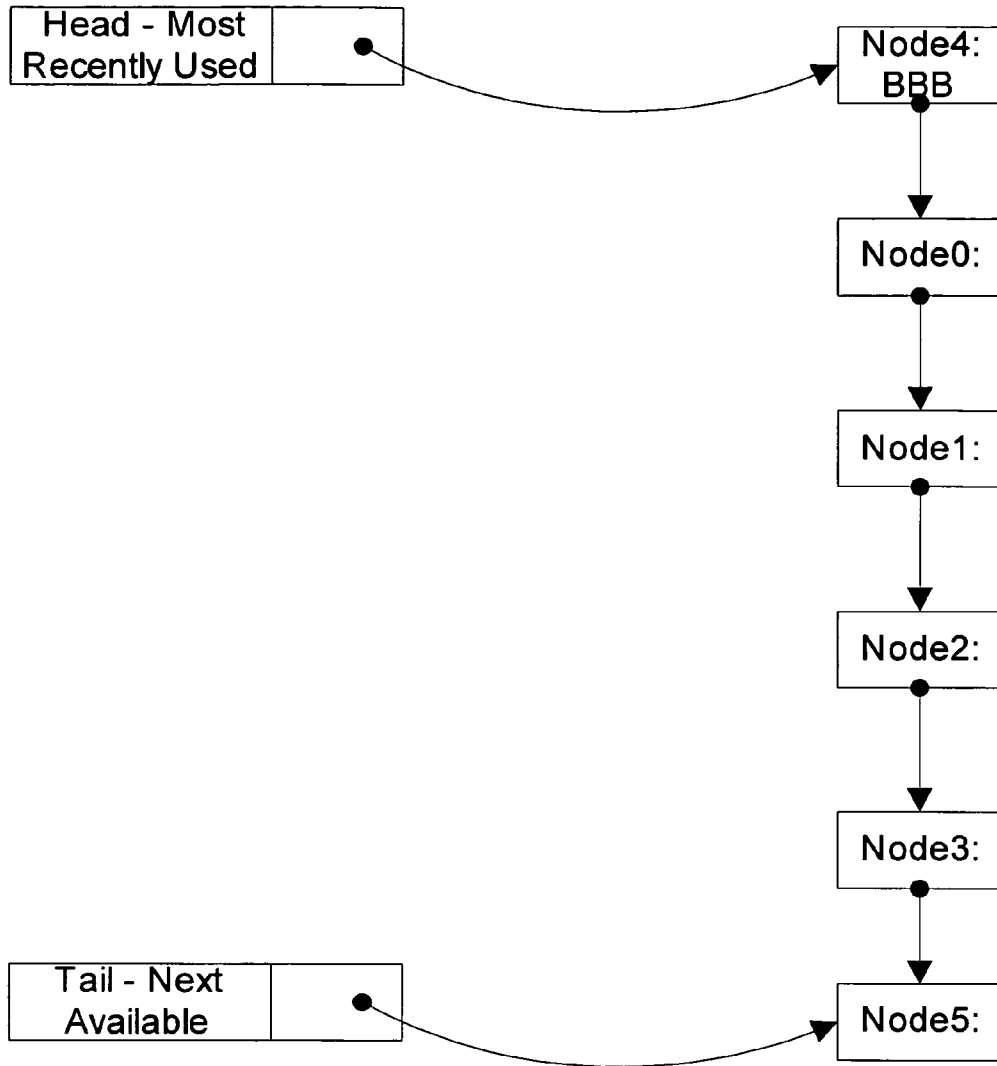 Head - Most
Recently Used
Node4:
BBB
Node0:
Node1:
Node2:
Node3:
Tail - Next
Available
Node5: